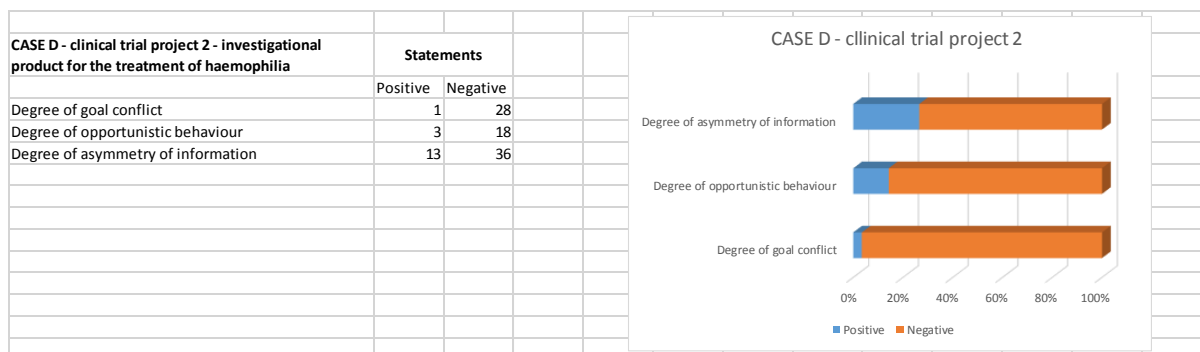 CASE D - clinical trial project 2 - investigational
product for the treatment of haemophilia
Statements
Positive Negative
Degree of goal conflict 1 28
Degree of opportunistic behaviour 3 18
Degree of asymmetry of information 13 36
CASE D - cllinical trial project 2
Degree of asymmetry of information
Degree of opportunistic behaviour
Degree of goal conflict
0% 20% 40% 60% 80% 100%
Positive Negative